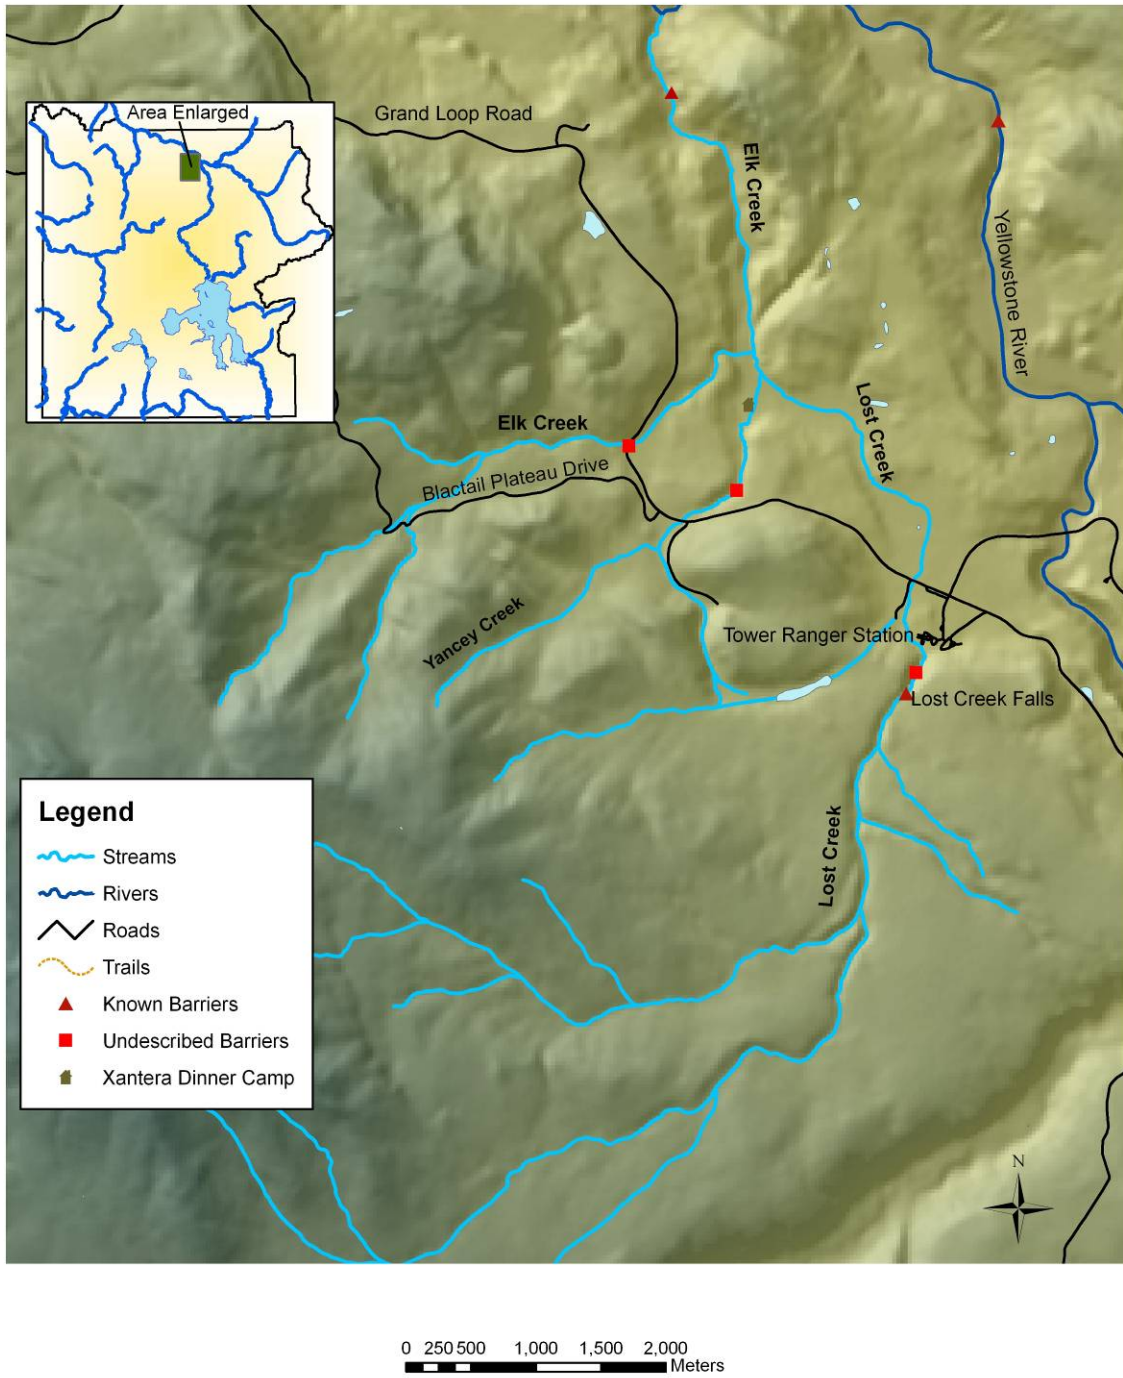 Area Enlarged
Grand Loop Road
Elk Creek
Yellowstone River
Lost Creek
Elk Creek
Blactail Plateau Drive
Yancey Creek
Tower Ranger Station
Lost Creek Falls
Lost Creek
Legend
Streams
Rivers
Roads
Trails
Known Barriers
Undescribed Barriers
Xantera Dinner Camp
N
0 250 500 1,000 1,500 2,000
Meters